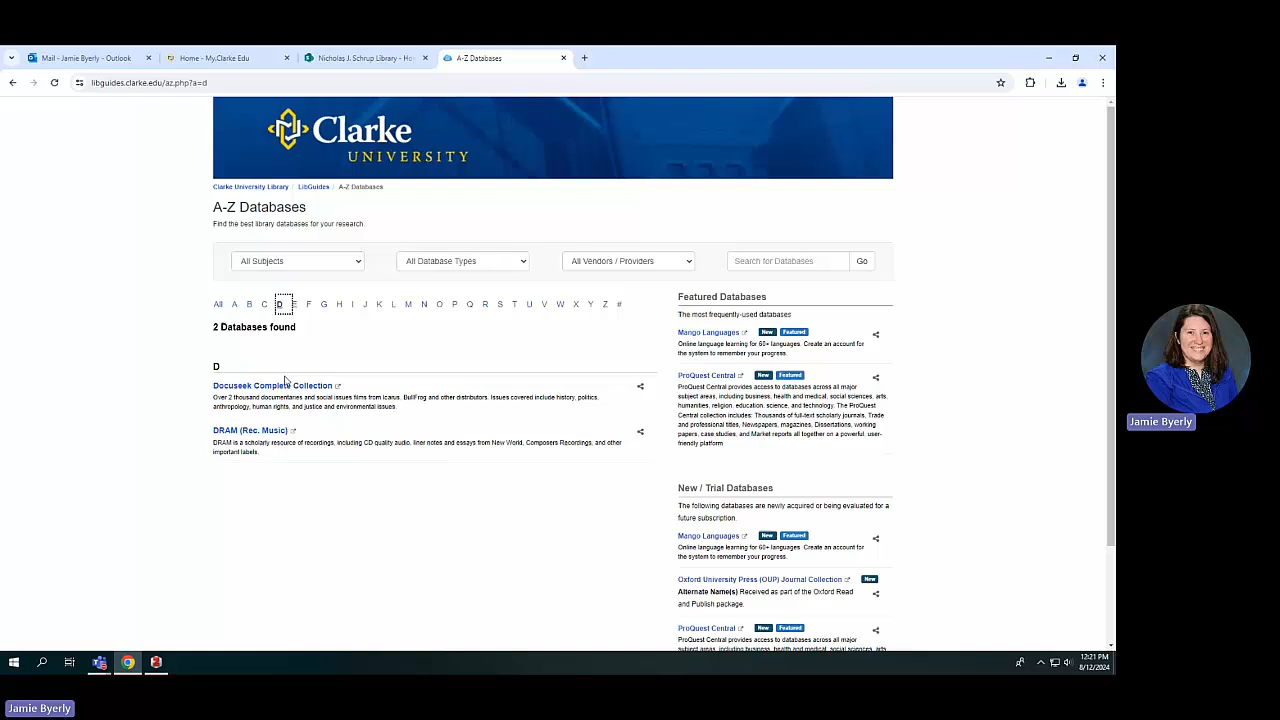 Mail - Jamie Byerly - Outlook
Home - My.Clarke Edu
Nicholas J. Schrup Library - Ho
A-Z Databases
libguides.clarke.edu/az.php?a=d
Clarke
UNIVERSITY
Clarke University Library / LibGuides / A-Z Databases
A-Z Databases
Find the best library databases for your research.
All Subjects
All Database Types
All Vendors / Providers
Search for Databases
Go
All A B C D E F G H I J K L M N O P Q R S T U V W X Y Z #
2 Databases found
D
Docuseek Complete Collection
Over 2 thousand documentaries and social issues films from Icarus, BullFrog and other distributors. Issues covered include history, politics,
anthropology, human rights, and justice and environmental issues.
DRAM (Rec. Music)
DRAM is a scholarly resource of recordings, including CD quality audio, liner notes and essays from New World, Composers Recordings, and other
important labels.
Featured Databases
The most frequently-used databases
Mango Languages New Featured
Online language learning for 60+ languages. Create an account for
the system to remember your progress.
ProQuest Central New Featured
ProQuest Central provides access to databases across all major
subject areas, including business, health and medical, social sciences, arts,
humanities, religion, education, science, and technology. The ProQuest
Central collection includes: Thousands of full-text scholarly journals, Trade
and professional titles, Newspapers, magazines, Dissertations, working
papers, case studies, and Market reports all together on a powerful, user-
friendly platform.
New / Trial Databases
The following databases are newly acquired or being evaluated for a
future subscription.
Mango Languages New Featured
Online language learning for 60+ languages. Create an account for
the system to remember your progress.
Oxford University Press (OUP) Journal Collection New
Alternate Name(s) Received as part of the Oxford Read
and Publish package.
ProQuest Central New Featured
ProQuest Central provides access to databases across all major
subject areas, including business, health and medical, social sciences, arts,
12:21 PM
8/12/2024
Jamie Byerly
Jamie Byerly